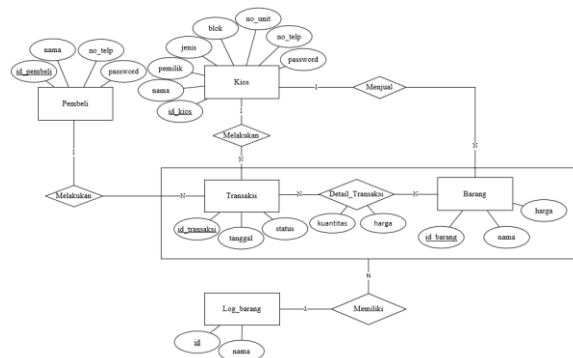 no_unit
blok
nama
no_telp
jenis
no_telp
id_pembeli
password
pemilik
password
Kios
1
Menjual
Pembeli
nama
id_kios
1
1
Melakukan
N
N
Melakukan
N
Transaksi
N
Detail_Transaksi
N
Barang
id_transaksi
status
kuantitas
harga
harga
tanggal
id_barang
nama
N
Log_barang
1
Memiliki
id
nama